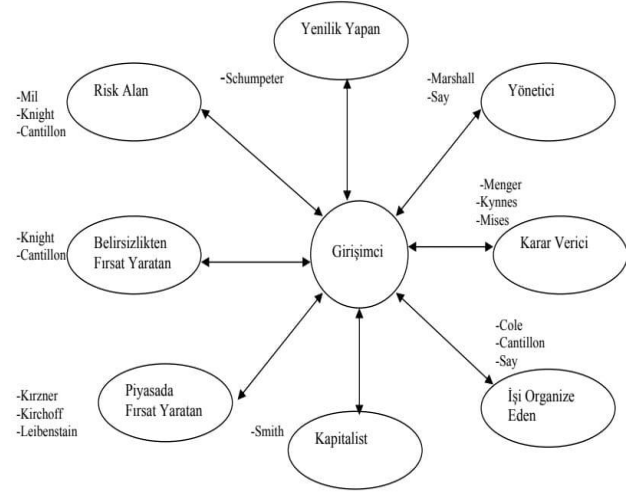 Yenilik Yapan
-Schumpeter
Risk Alan
-Mil
-Knight
-Cantillon
-Marshall
-Say
Yönetici
-Knight
-Cantillon
Belirsizlikten
Fırsat Yaratan
Girişimci
-Menger
-Kynnes
-Mises
Karar Verici
-Kırzner
-Kirchoff
-Leibenstain
Piyasada
Fırsat Yaratan
-Smith
Kapitalist
-Cole
-Cantillon
-Say
İşi Organize
Eden